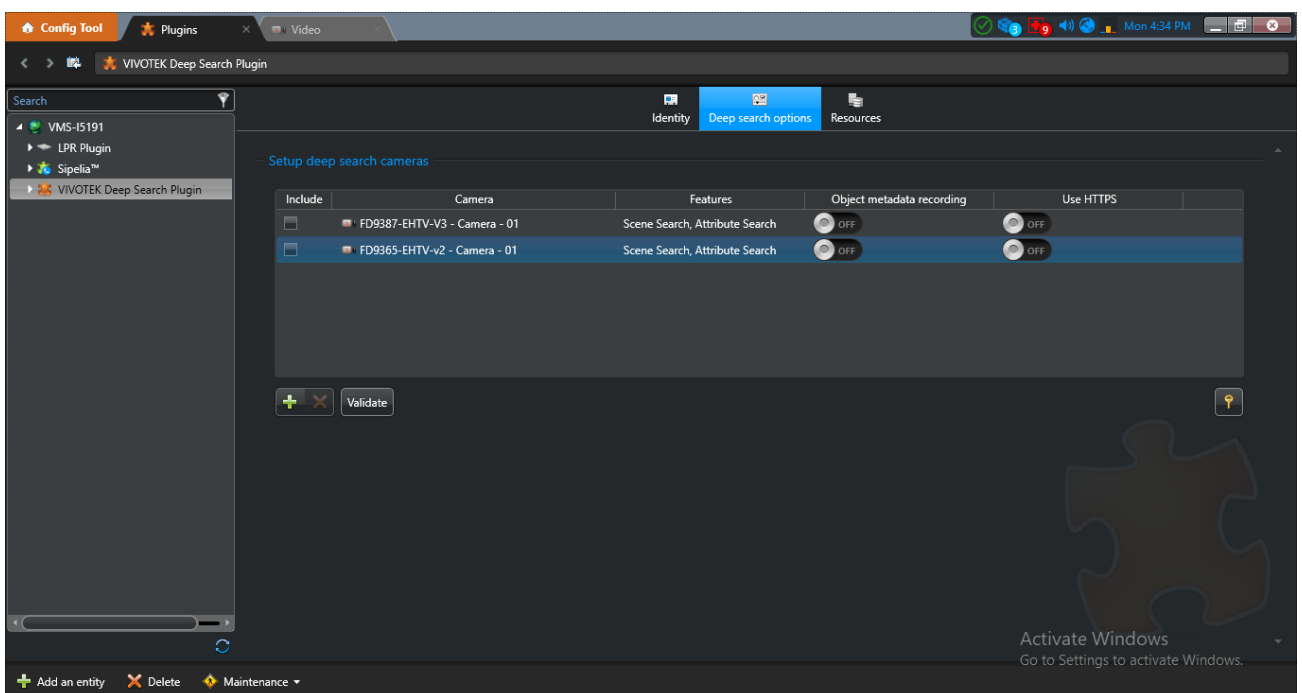 Config Tool Plugins Video 3 9 Mon 4:34 PM
VIVOTEK Deep Search Plugin
Search
VMS-I5191
LPR Plugin
Sipelia™
VIVOTEK Deep Search Plugin
Identity Deep search options Resources
Setup deep search cameras
Include Camera Features Object metadata recording Use HTTPS
FD9387-EHTV-V3 - Camera - 01 Scene Search, Attribute Search OFF OFF
FD9365-EHTV-v2 - Camera - 01 Scene Search, Attribute Search OFF OFF
Validate
Activate Windows
Go to Settings to activate Windows.
Add an entity Delete Maintenance